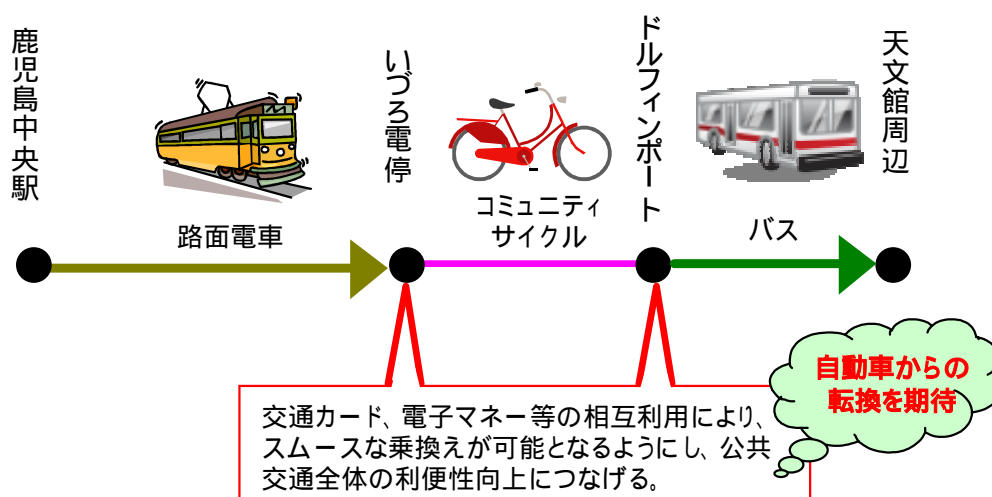 鹿児島中央駅
路面電車
いづろ電停
コミュニティ
サイクル
ドルフィンポート
バス
天文館周辺
自動車からの
転換を期待
交通カード、電子マネー等の相互利用により、
スムースな乗換えが可能となるようにし、公共
交通全体の利便性向上につなげる。